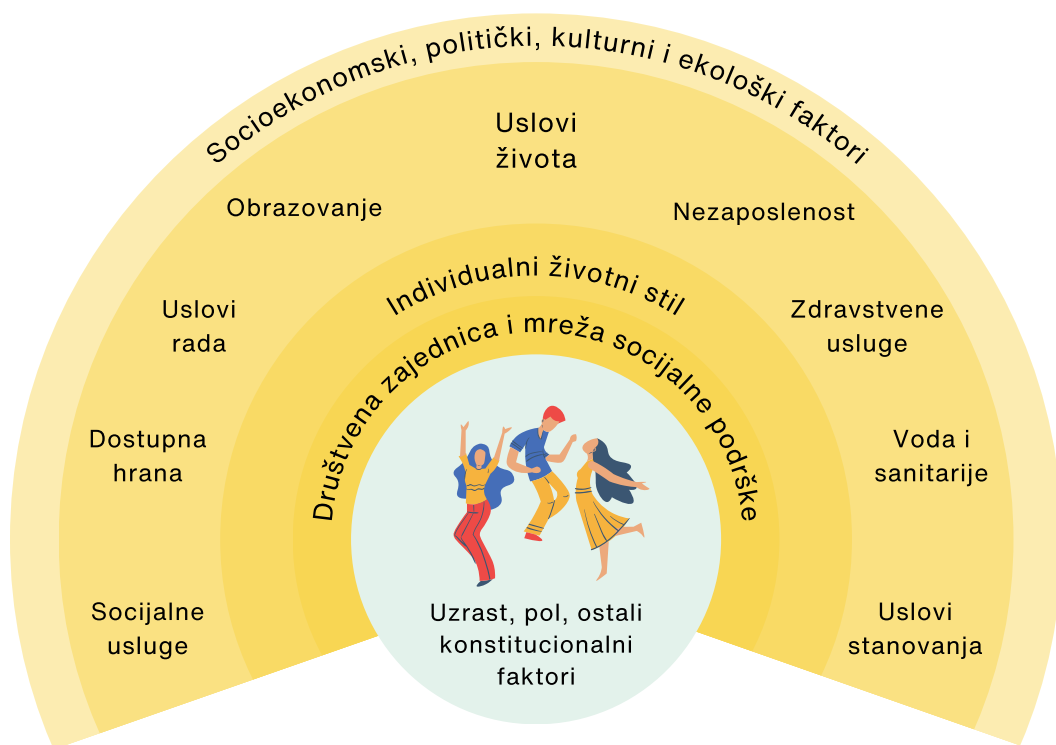 Socioekonomski, politički, kulturni i ekološki faktori
Uslovi
života
Obrazovanje
Nezaposlenost
Individualni životni stil
Uslovi
rada
Zdravstvene
usluge
Društvena zajednica i mreža socijalne podrške
Dostupna
hrana
Voda i
sanitarije
Socijalne
usluge
Uzrast, pol, ostali
konstitucionalni
faktori
Uslovi
stanovanja